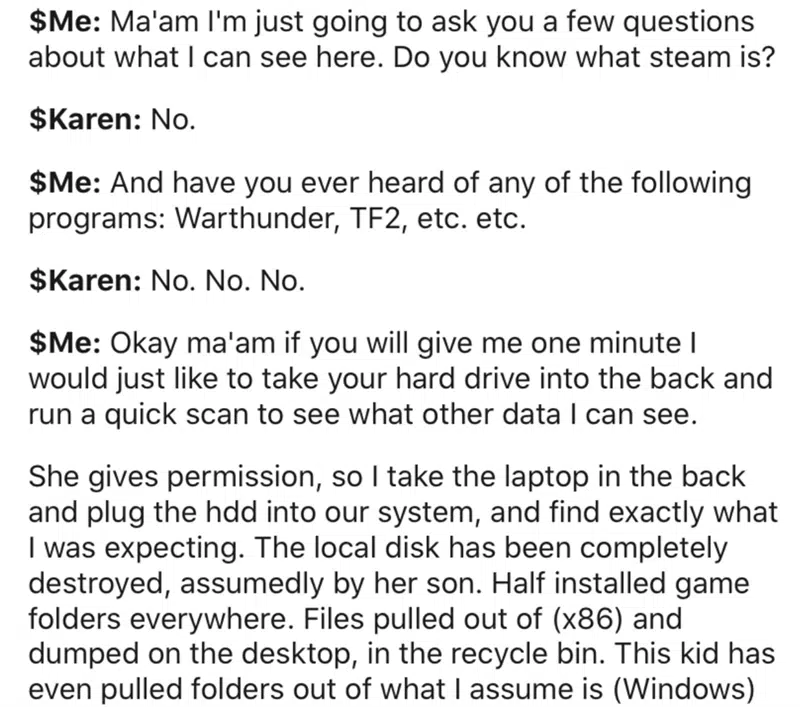 $Me: Ma'am I'm just going to ask you a few questions
about what I can see here. Do you know what steam is?
$Karen: No.
$Me: And have you ever heard of any of the following
programs: Warthunder, TF2, etc. etc.
$Karen: No. No. No.
$Me: Okay ma'am if you will give me one minute I
would just like to take your hard drive into the back and
run a quick scan to see what other data I can see.
She gives permission, so I take the laptop in the back
and plug the hdd into our system, and find exactly what
I was expecting. The local disk has been completely
destroyed, assumedly by her son. Half installed game
folders everywhere. Files pulled out of (x86) and
dumped on the desktop, in the recycle bin. This kid has
even pulled folders out of what I assume is (Windows)